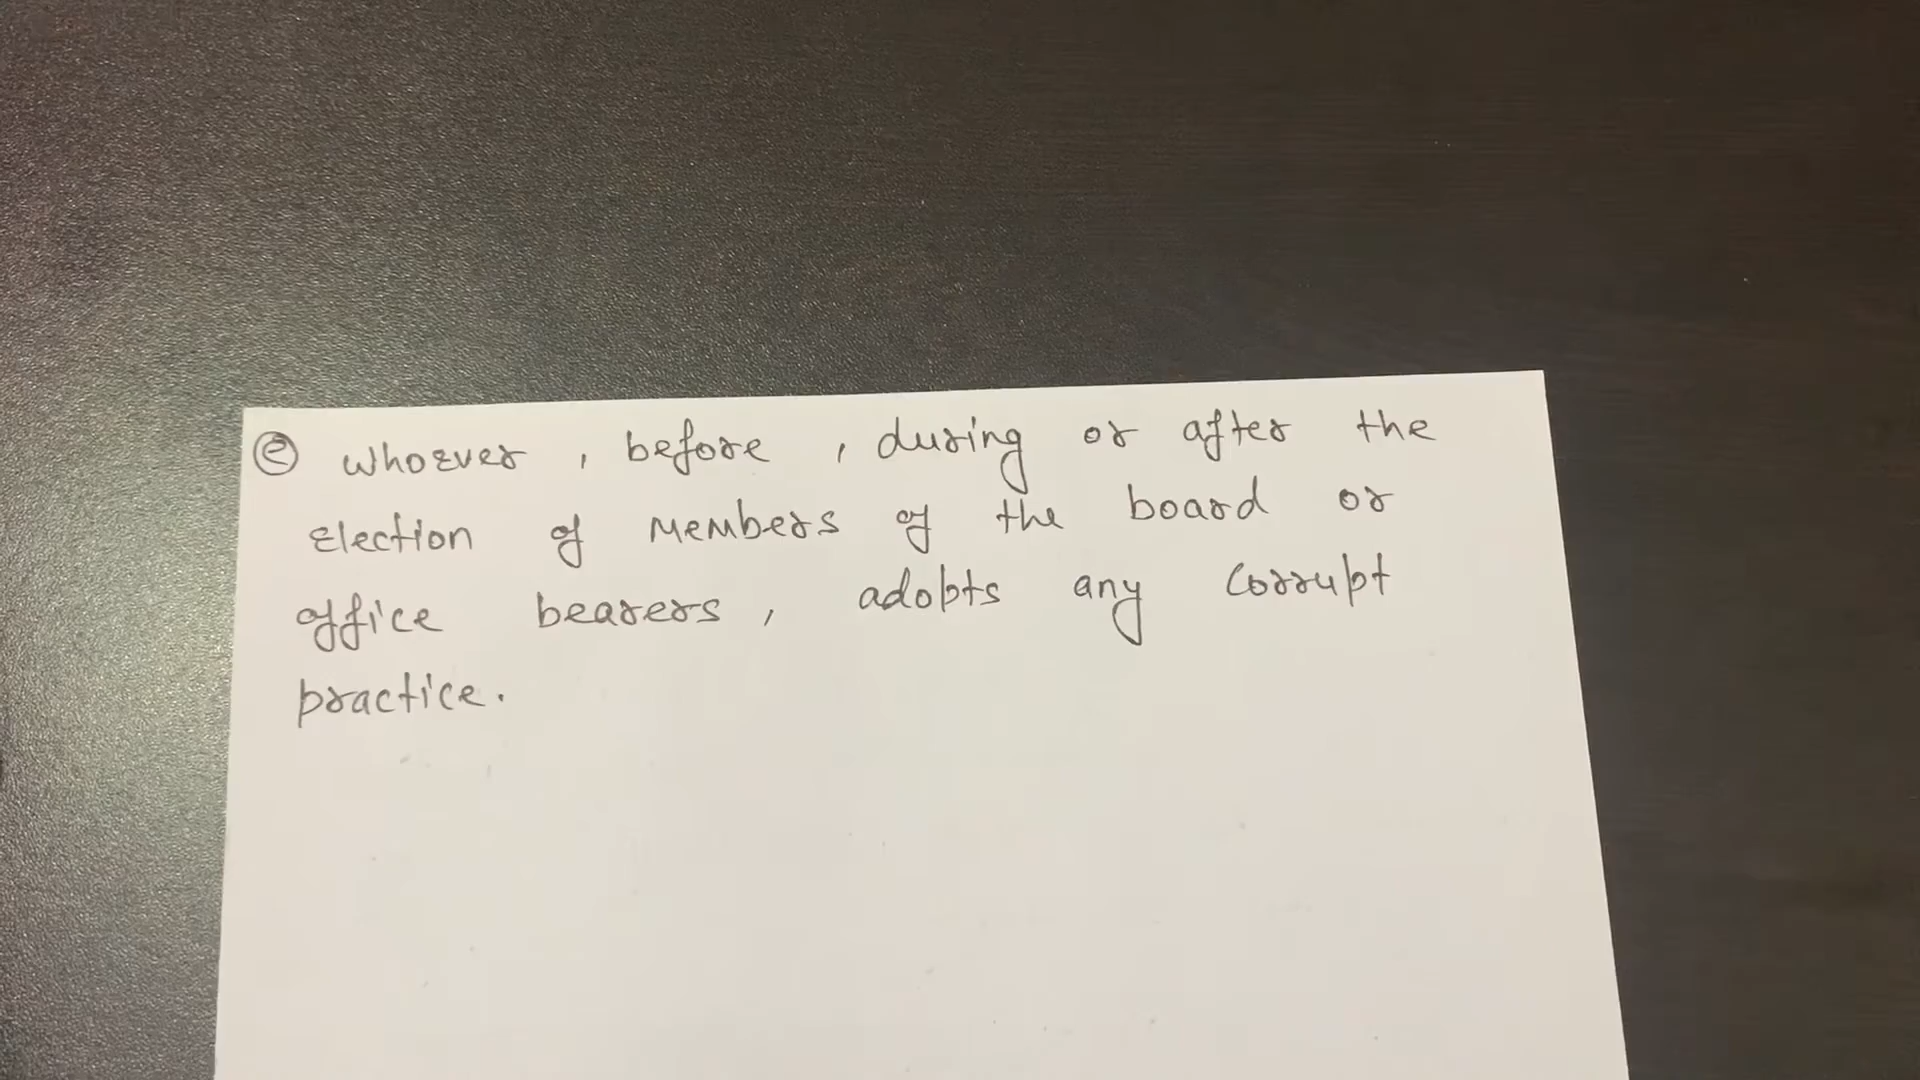 ⓔ Whoever , before , during or after the
Election of Members of the board or
office bearers , adopts any Corrupt
practice .